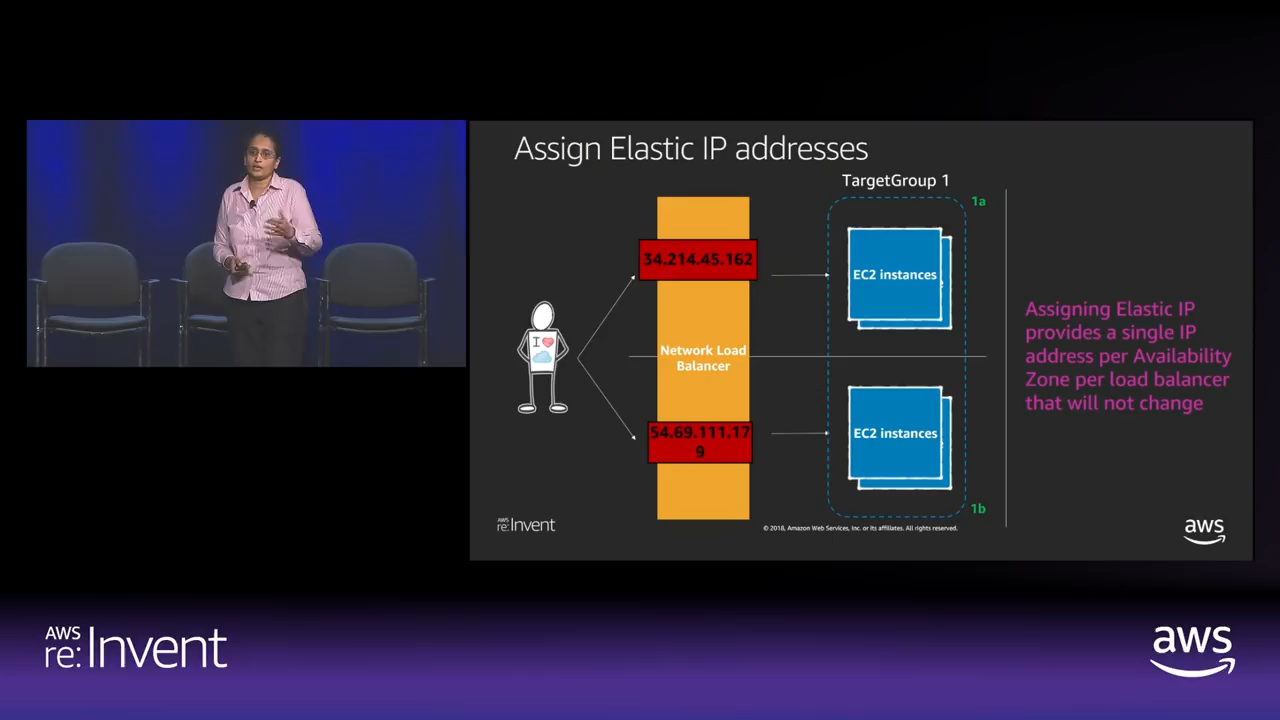 Assign Elastic IP addresses
TargetGroup 1
1a
34.214.45.162
EC2 instances
I
Network Load
Balancer
54.69.111.17
9
EC2 instances
1b
Assigning Elastic IP
provides a single IP
address per Availability
Zone per load balancer
that will not change
AWS
re:Invent
© 2018, Amazon Web Services, Inc. or its affiliates. All rights reserved.
aws
AWS
re:Invent
aws